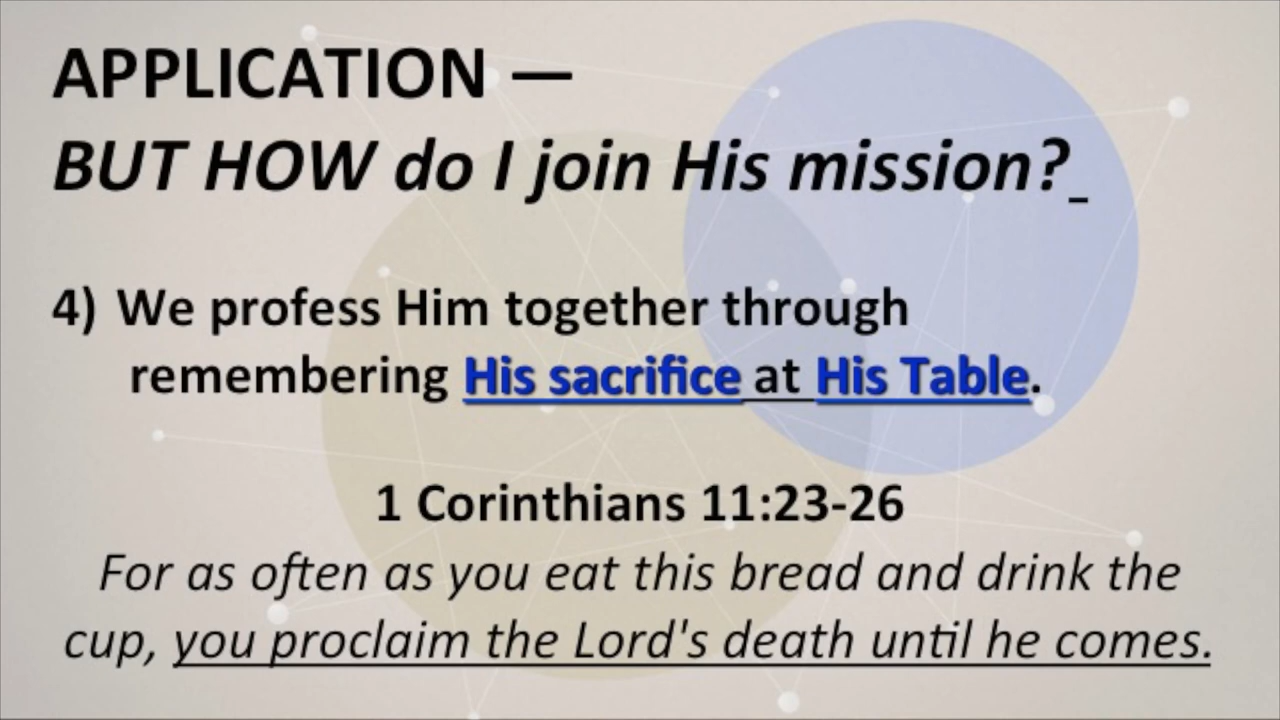 APPLICATION —
BUT HOW do I join His mission?
4) We profess Him together through
remembering His sacrifice at His Table.
1 Corinthians 11:23-26
For as often as you eat this bread and drink the
cup, you proclaim the Lord's death until he comes.